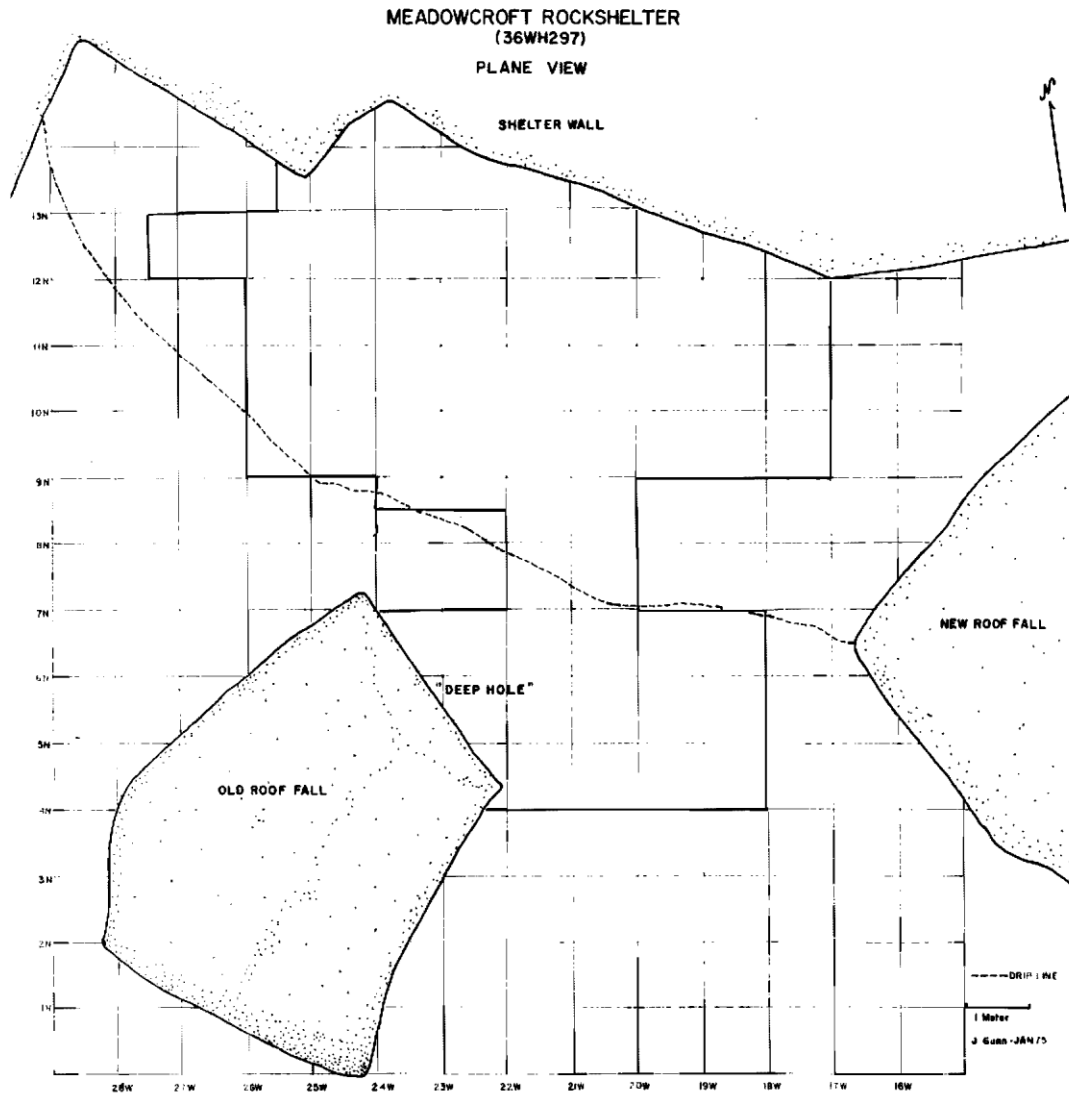 MEADOWCROFT ROCKSHELTER
(36WH297)
PLANE VIEW
N
SHELTER WALL
13N
12N
11N
10N
9N
8N
7N
NEW ROOF FALL
6N
"DEEP HOLE"
5N
OLD ROOF FALL
4N
3N
2N
DRIP LINE
1N
1 Meter
J Gunn-JAN 75
28W 27W 26W 25W 24W 23W 22W 21W 20W 19W 18W 17W 16W